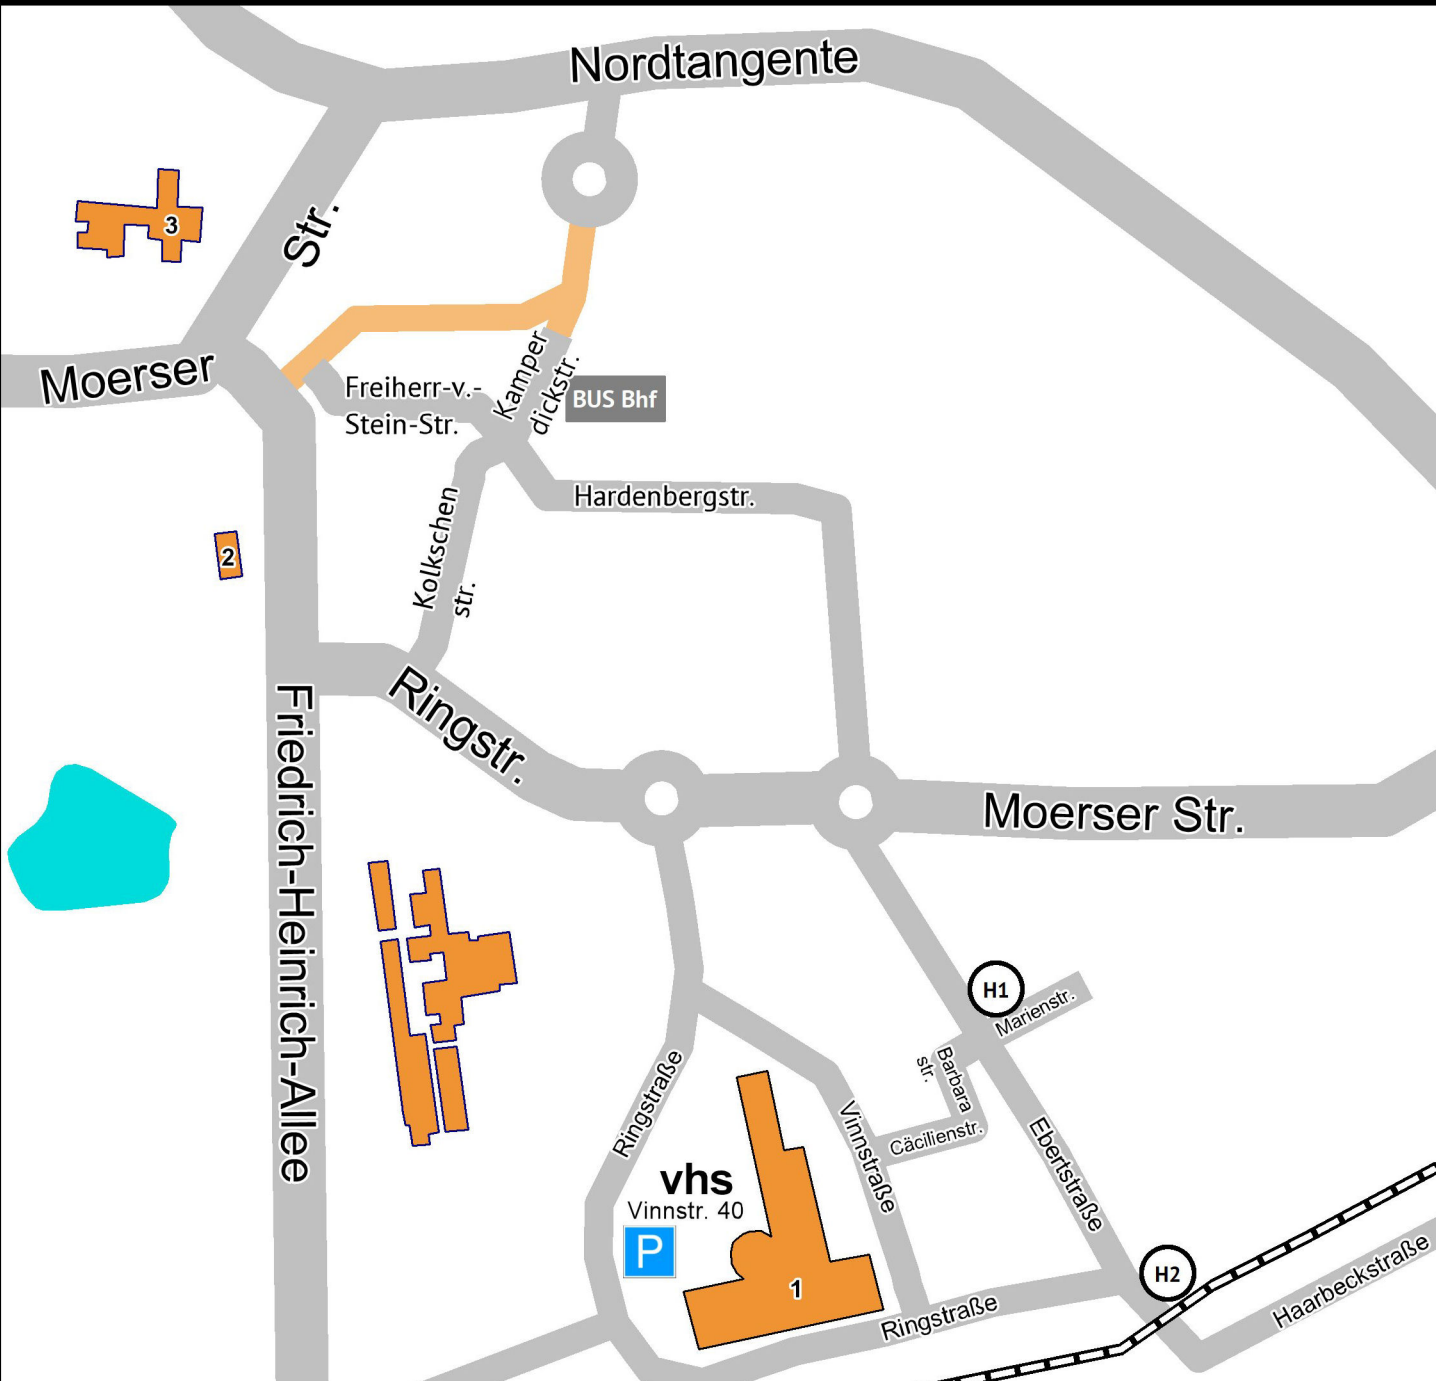 Nordtangente
3
Str.
Moerser
Kamper
dickstr.
Freiherr-v.-
Stein-Str.
BUS Bhf
Hardenbergstr.
Kolkschen
str.
2
Ringstr.
Friedrich-Heinrich-Allee
Moerser Str.
H1
Marienstr.
Barbara
str.
Ringstraße
Vinnstraße
Cäcilienstr.
Ebertstraße
vhs
Vinnstr. 40
P
1
H2
Ringstraße
Haarbeckstraße